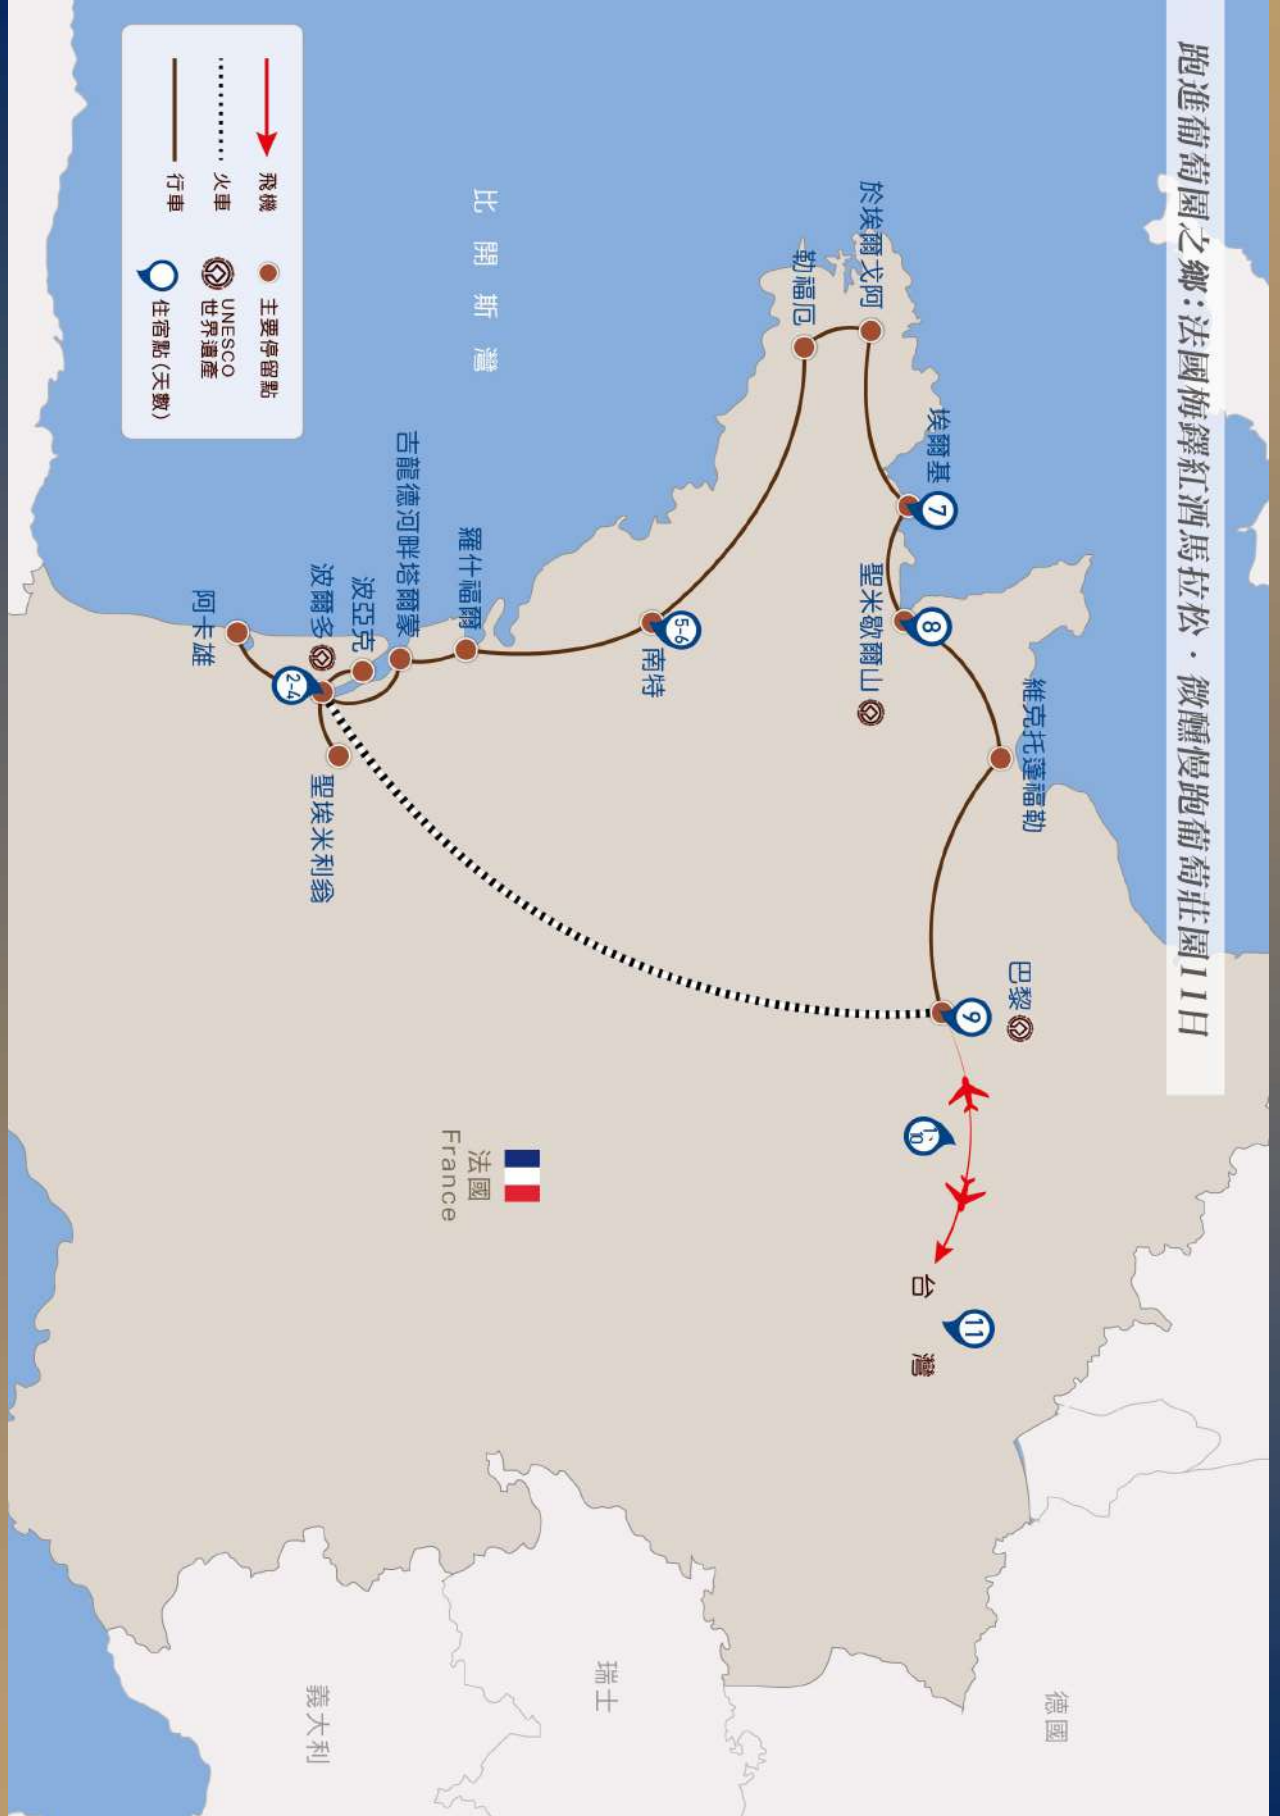 跑進葡萄園之鄉:法國梅鐸紅酒馬拉松・微醺慢跑葡萄莊園11日
德國
瑞士
義大利
比開斯灣
於埃爾戈阿
勒福厄
埃爾基
7
聖米歇爾山
8
維克托蓬福勒
巴黎
9
1、10
台灣
11
南特
5-6
羅什福爾
吉龍德河畔塔爾蒙
波亞克
波爾多
2-4
阿卡雄
聖埃米利翁
法國
France
飛機
火車
行車
主要停留點
UNESCO
世界遺產
住宿點(天數)